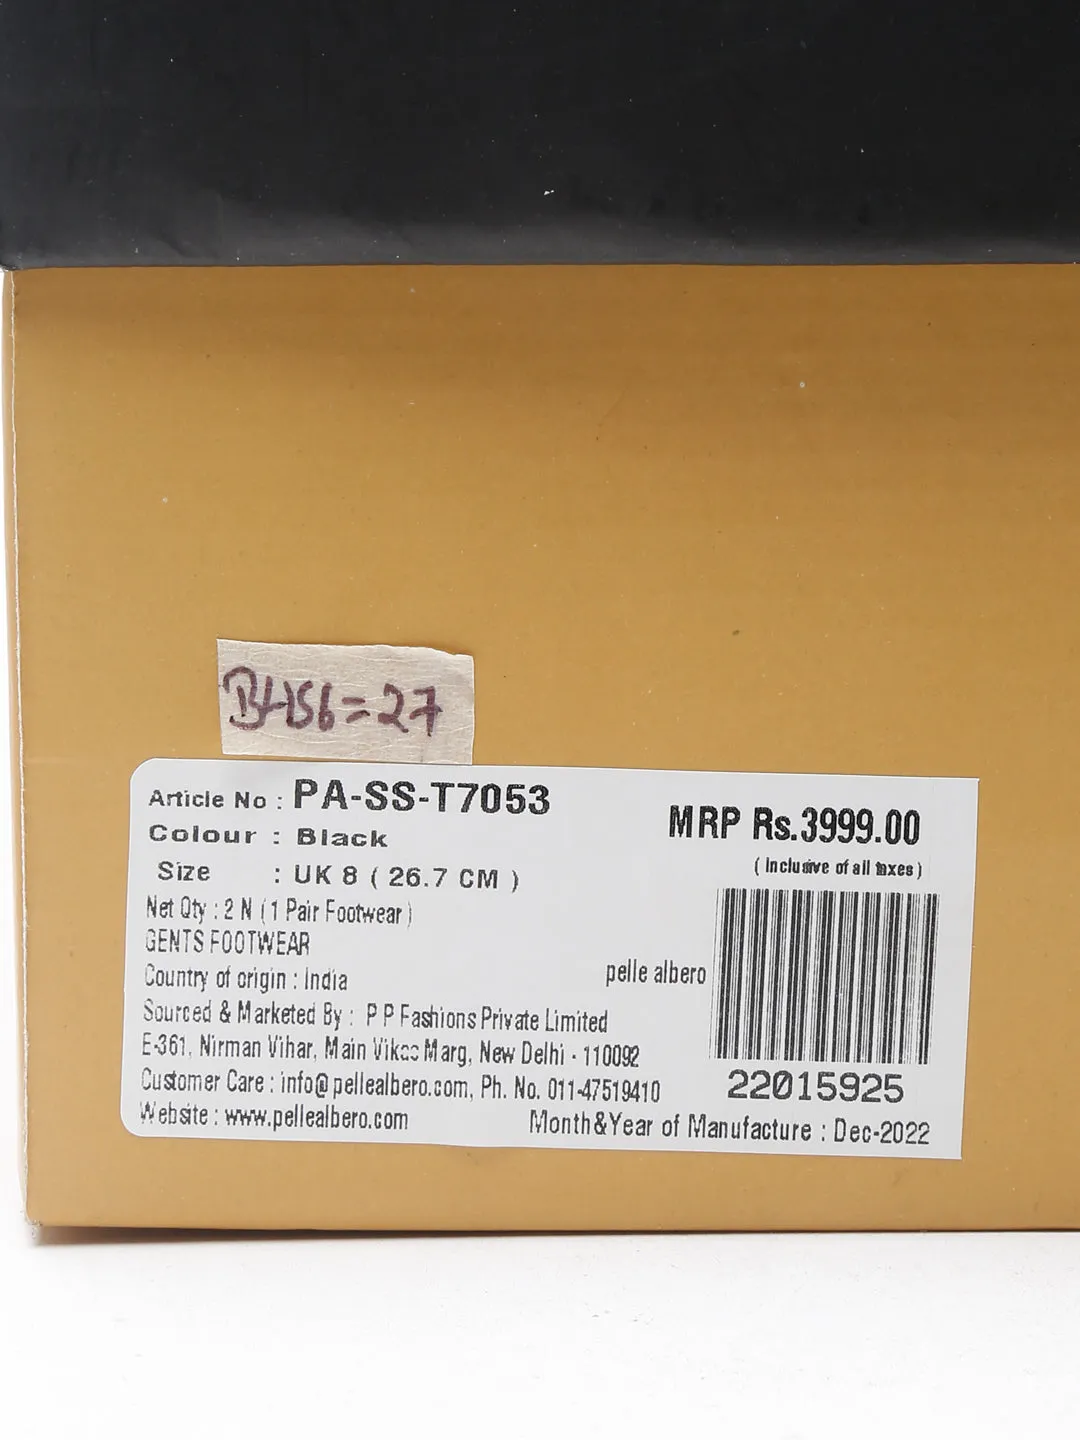 Article No : PA-SS-T7053
Colour : Black
Size : UK 8 ( 26.7 CM )
Net Qty : 2 N ( 1 Pair Footwear )
GENTS FOOTWEAR
Country of origin : India
Sourced & Marketed By : P P Fashions Private Limited
E-361, Nirman Vihar, Main Vikas Marg, New Delhi - 110092
Customer Care : info@pellealbero.com, Ph. No. 011-47519410
Website : www.pellealbero.com
MRP Rs.3999.00
( Inclusive of all taxes )
pelle albero
22015925
Month&Year of Manufacture : Dec-2022